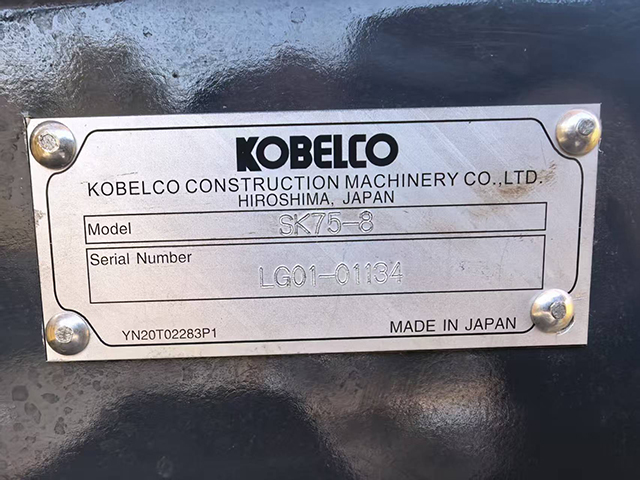 KOBELCO
KOBELCO CONSTRUCTION MACHINERY CO.,LTD.
HIROSHIMA, JAPAN
Model SK75-8
Serial Number LG01-01134
YN20T02283P1 MADE IN JAPAN